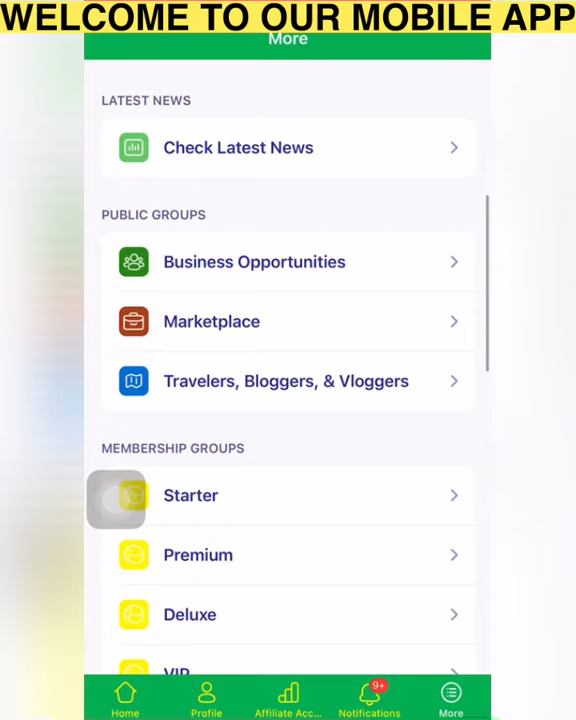 WELCOME TO OUR MOBILE APP
More
LATEST NEWS
Check Latest News
PUBLIC GROUPS
Business Opportunities
Marketplace
Travelers, Bloggers, & Vloggers
MEMBERSHIP GROUPS
Starter
Premium
Deluxe
VIP
9+
Home Profile Affiliate Acc... Notifications More